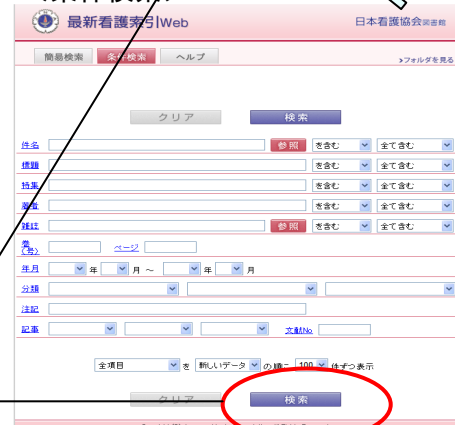 最新看護索引Web 日本看護協会図書館
簡易検索 条件検索 ヘルプ >フォルダを見る
クリア 検索
件名 参照 を含む 全て含む
標題 を含む 全て含む
特集 を含む 全て含む
著者 を含む 全て含む
雑誌 参照 を含む 全て含む
巻(号) ページ
年月 年 月 ~ 年 月
分類
注記
記事 文献No
全項目 を 新しいデータ の順に 100 件ずつ表示
クリア 検索